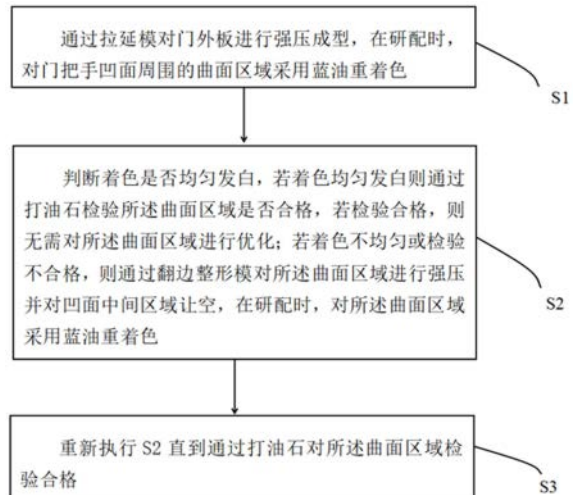 通过拉延模对门外板进行强压成型，在研配时，
对门把手凹面周围的曲面区域采用蓝油重着色
S1
判断着色是否均匀发白，若着色均匀发白则通过
打油石检验所述曲面区域是否合格，若检验合格，则
无需对所述曲面区域进行优化；若着色不均匀或检验
不合格，则通过翻边整形模对所述曲面区域进行强压
并对凹面中间区域让空，在研配时，对所述曲面区域
采用蓝油重着色
S2
重新执行 S2 直到通过打油石对所述曲面区域检
验合格
S3